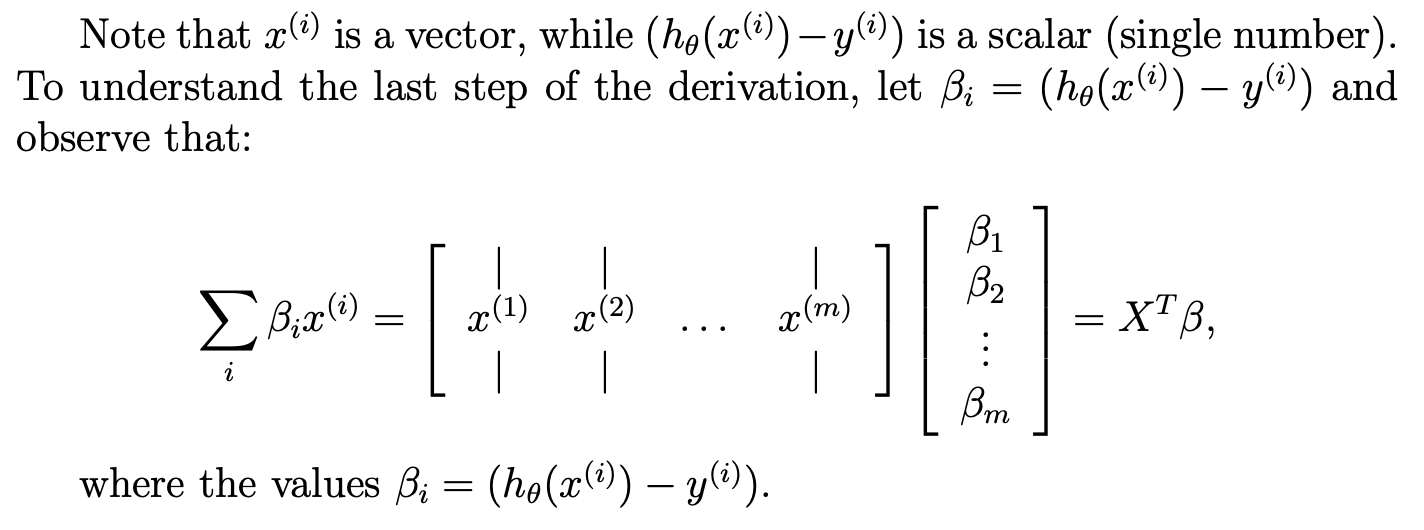 Note that x⁽ⁱ⁾ is a vector, while (h_θ(x⁽ⁱ⁾) − y⁽ⁱ⁾) is a scalar (single number).
To understand the last step of the derivation, let β_i = (h_θ(x⁽ⁱ⁾) − y⁽ⁱ⁾) and
observe that:
∑_i β_i x⁽ⁱ⁾ = [ | | | ; x⁽¹⁾ x⁽²⁾ … x⁽ᵐ⁾ ; | | | ] [ β_1 ; β_2 ; ⋮ ; β_m ] = Xᵀβ,
where the values β_i = (h_θ(x⁽ⁱ⁾) − y⁽ⁱ⁾).